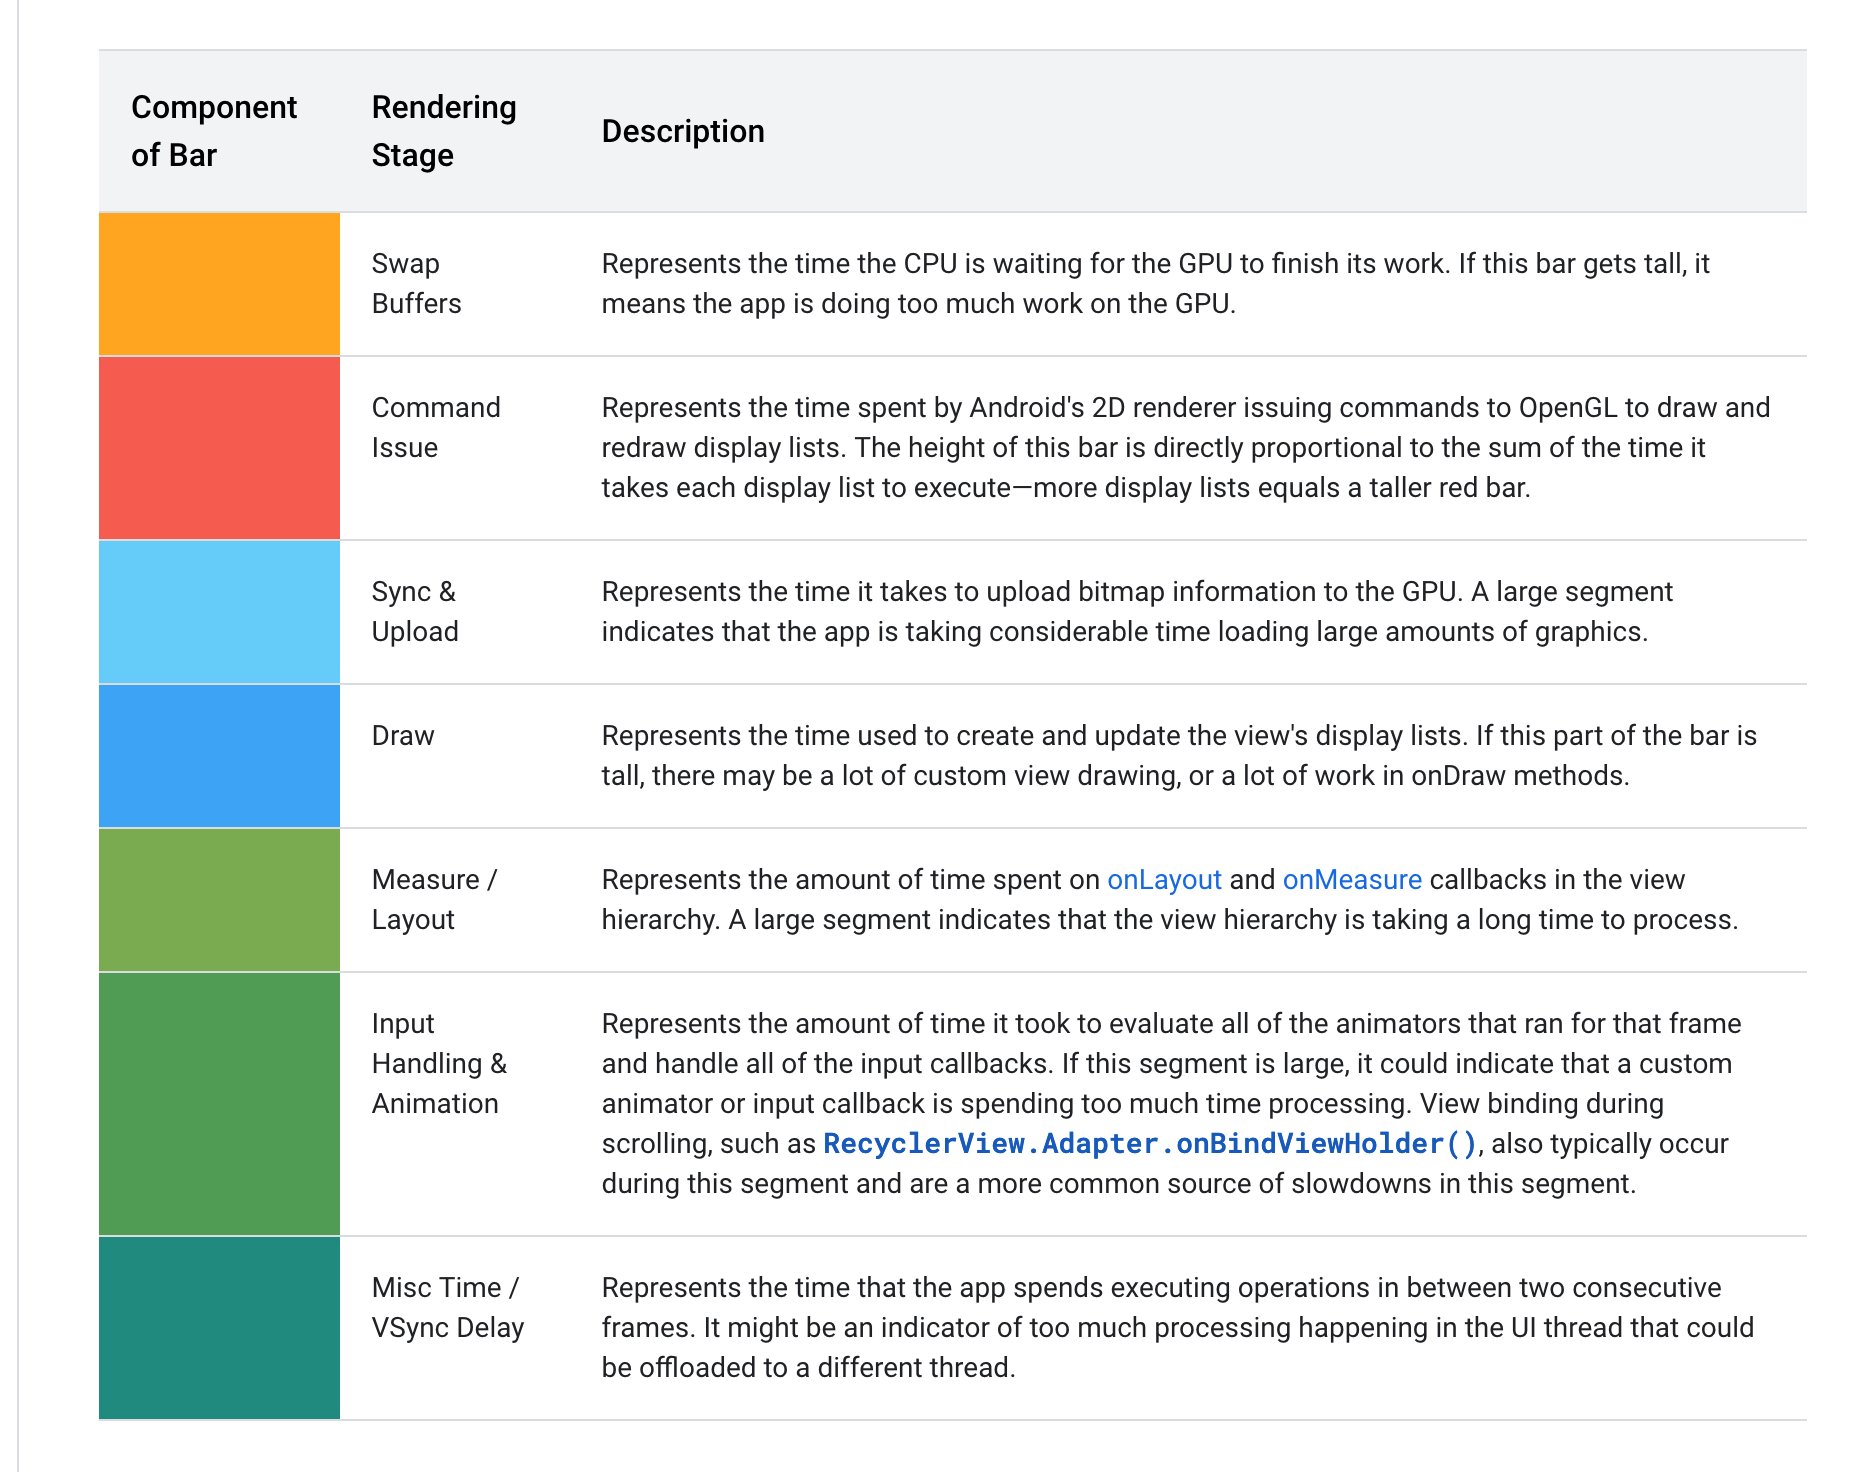 Component
of Bar
Rendering
Stage
Description
Swap
Buffers
Represents the time the CPU is waiting for the GPU to finish its work. If this bar gets tall, it
means the app is doing too much work on the GPU.
Command
Issue
Represents the time spent by Android's 2D renderer issuing commands to OpenGL to draw and
redraw display lists. The height of this bar is directly proportional to the sum of the time it
takes each display list to execute—more display lists equals a taller red bar.
Sync &
Upload
Represents the time it takes to upload bitmap information to the GPU. A large segment
indicates that the app is taking considerable time loading large amounts of graphics.
Draw
Represents the time used to create and update the view's display lists. If this part of the bar is
tall, there may be a lot of custom view drawing, or a lot of work in onDraw methods.
Measure /
Layout
Represents the amount of time spent on onLayout and onMeasure callbacks in the view
hierarchy. A large segment indicates that the view hierarchy is taking a long time to process.
Input
Handling &
Animation
Represents the amount of time it took to evaluate all of the animators that ran for that frame
and handle all of the input callbacks. If this segment is large, it could indicate that a custom
animator or input callback is spending too much time processing. View binding during
scrolling, such as RecyclerView.Adapter.onBindViewHolder(), also typically occur
during this segment and are a more common source of slowdowns in this segment.
Misc Time /
VSync Delay
Represents the time that the app spends executing operations in between two consecutive
frames. It might be an indicator of too much processing happening in the UI thread that could
be offloaded to a different thread.